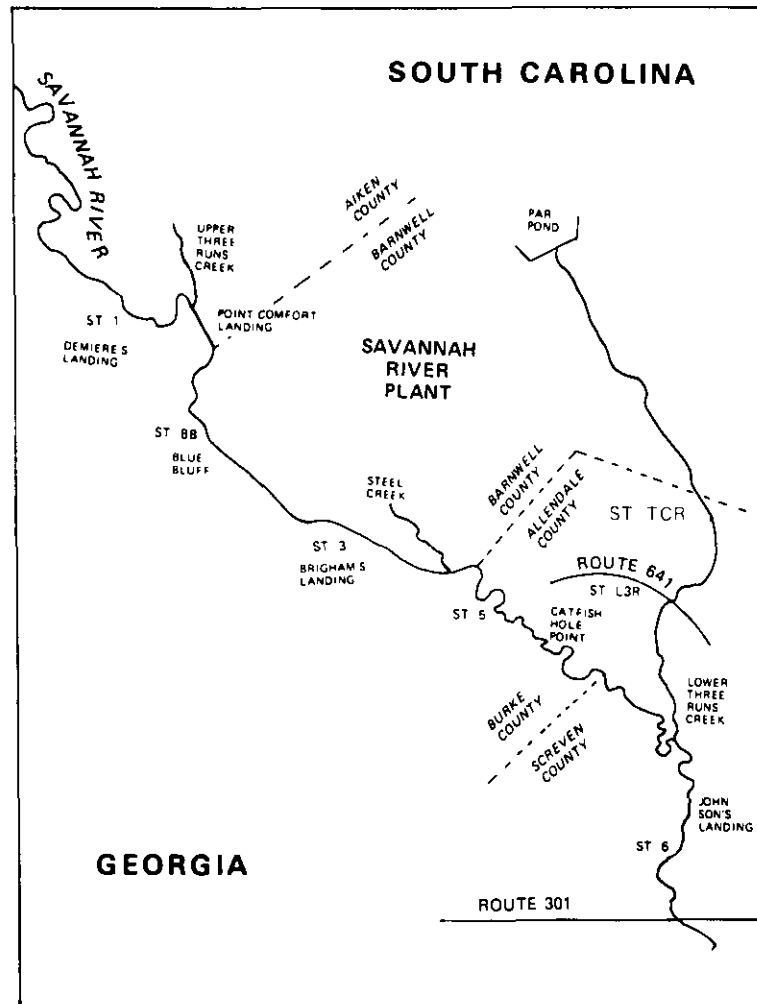 SOUTH CAROLINA
SAVANNAH RIVER
AIKEN COUNTY
BARNWELL COUNTY
UPPER
THREE
RUNS
CREEK
PAR
POND
ST 1
DEMIERE'S
LANDING
POINT COMFORT
LANDING
SAVANNAH
RIVER
PLANT
ST 8B
BLUE
BLUFF
STEEL
CREEK
BARNWELL
COUNTY
ALLENDALE
COUNTY
ST TCR
ST 3
BRIGHAM'S
LANDING
ROUTE 641
ST L3R
ST 5
CATFISH
HOLE
POINT
LOWER
THREE
RUNS
CREEK
BURKE
COUNTY
SCREVEN
COUNTY
JOHN
SON'S
LANDING
ST 6
GEORGIA
ROUTE 301